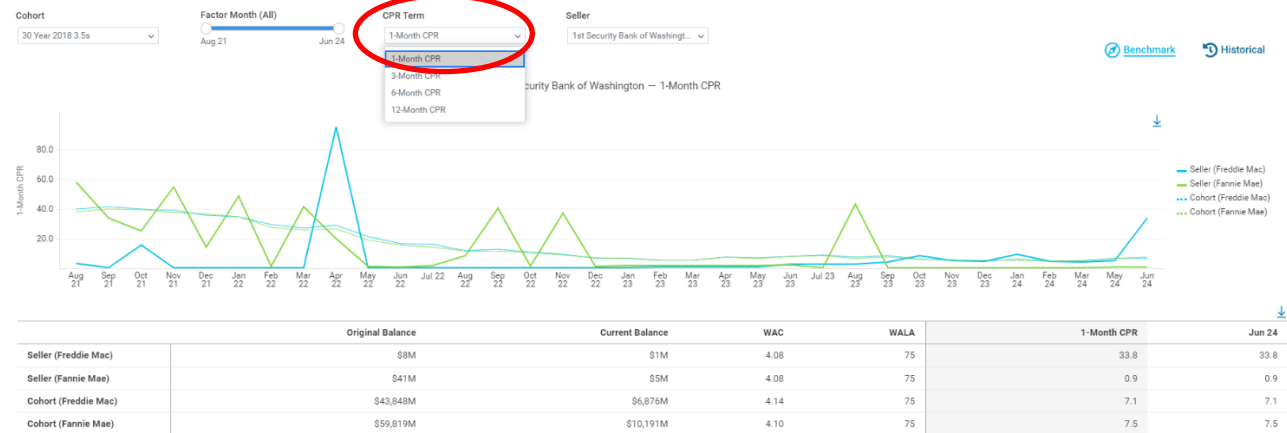 Cohort Factor Month (All) CPR Term Seller
30 Year 2018 3.5s 1-Month CPR 1st Security Bank of Washingt...
Aug 21 Jun 24
Benchmark Historical
1-Month CPR
3-Month CPR
6-Month CPR
12-Month CPR
curity Bank of Washington — 1-Month CPR
1-Month CPR
80.0
60.0
40.0
20.0
Seller (Freddie Mac)
Seller (Fannie Mae)
Cohort (Freddie Mac)
Cohort (Fannie Mae)
Aug 21 Sep 21 Oct 21 Nov 21 Dec 21 Jan 22 Feb 22 Mar 22 Apr 22 May 22 Jun 22 Jul 22 Aug 22 Sep 22 Oct 22 Nov 22 Dec 22 Jan 23 Feb 23 Mar 23 Apr 23 May 23 Jun 23 Jul 23 Aug 23 Sep 23 Oct 23 Nov 23 Dec 23 Jan 24 Feb 24 Mar 24 Apr 24 May 24 Jun 24
Original Balance Current Balance WAC WALA 1-Month CPR Jun 24
Seller (Freddie Mac) $8M $1M 4.08 75 33.8 33.8
Seller (Fannie Mae) $41M $5M 4.08 75 0.9 0.9
Cohort (Freddie Mac) $43,848M $6,876M 4.14 75 7.1 7.1
Cohort (Fannie Mae) $59,819M $10,191M 4.10 75 7.5 7.5